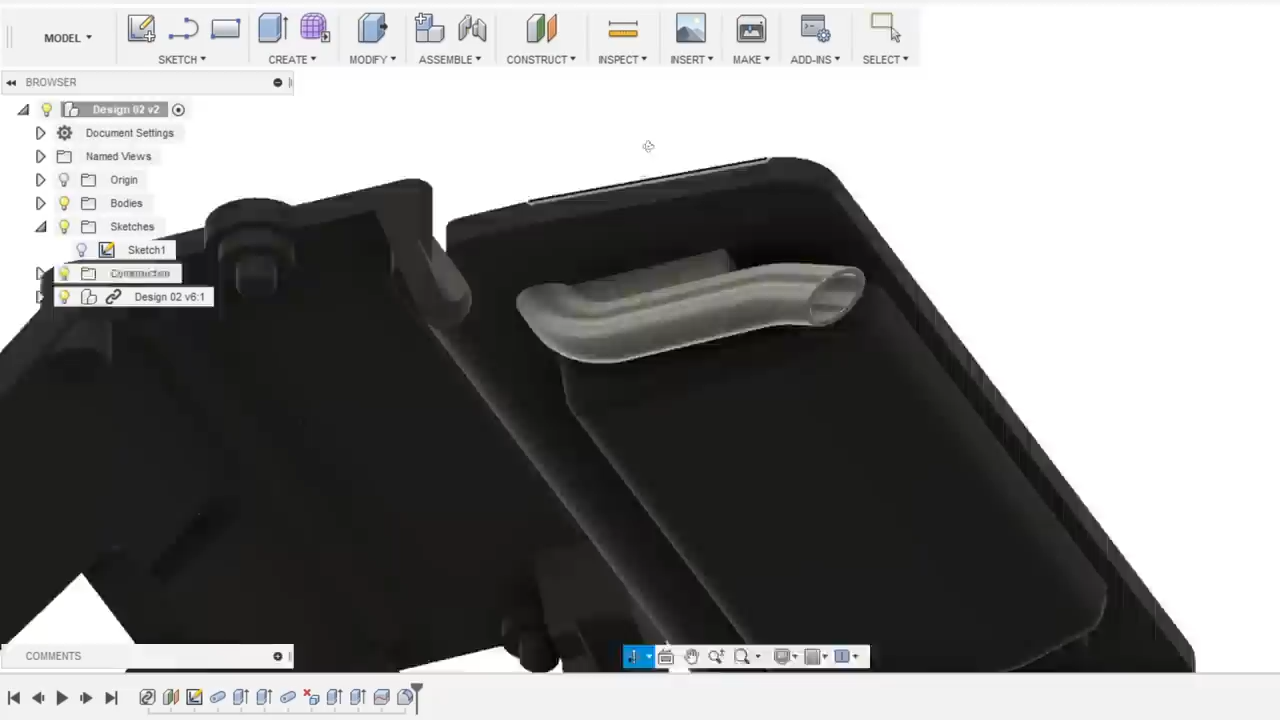 MODEL
SKETCH
CREATE
MODIFY
ASSEMBLE
CONSTRUCT
INSPECT
INSERT
MAKE
ADD-INS
SELECT
BROWSER
Design 02 v2
Document Settings
Named Views
Origin
Bodies
Sketches
Sketch1
Construction
Design 02 v6:1
COMMENTS